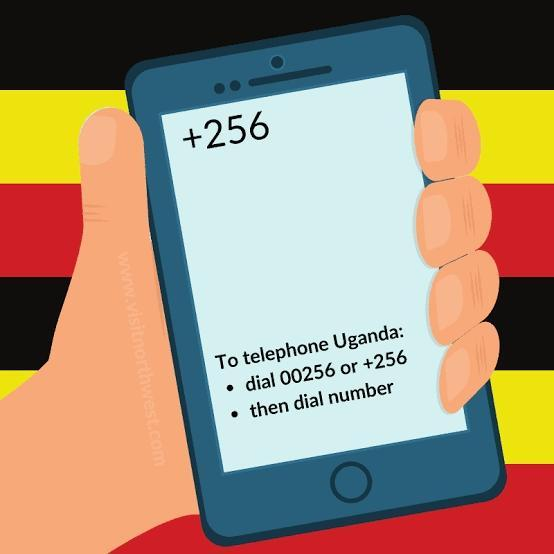 +256
To telephone Uganda:
• dial 00256 or +256
• then dial number
www.visitnorthwest.com